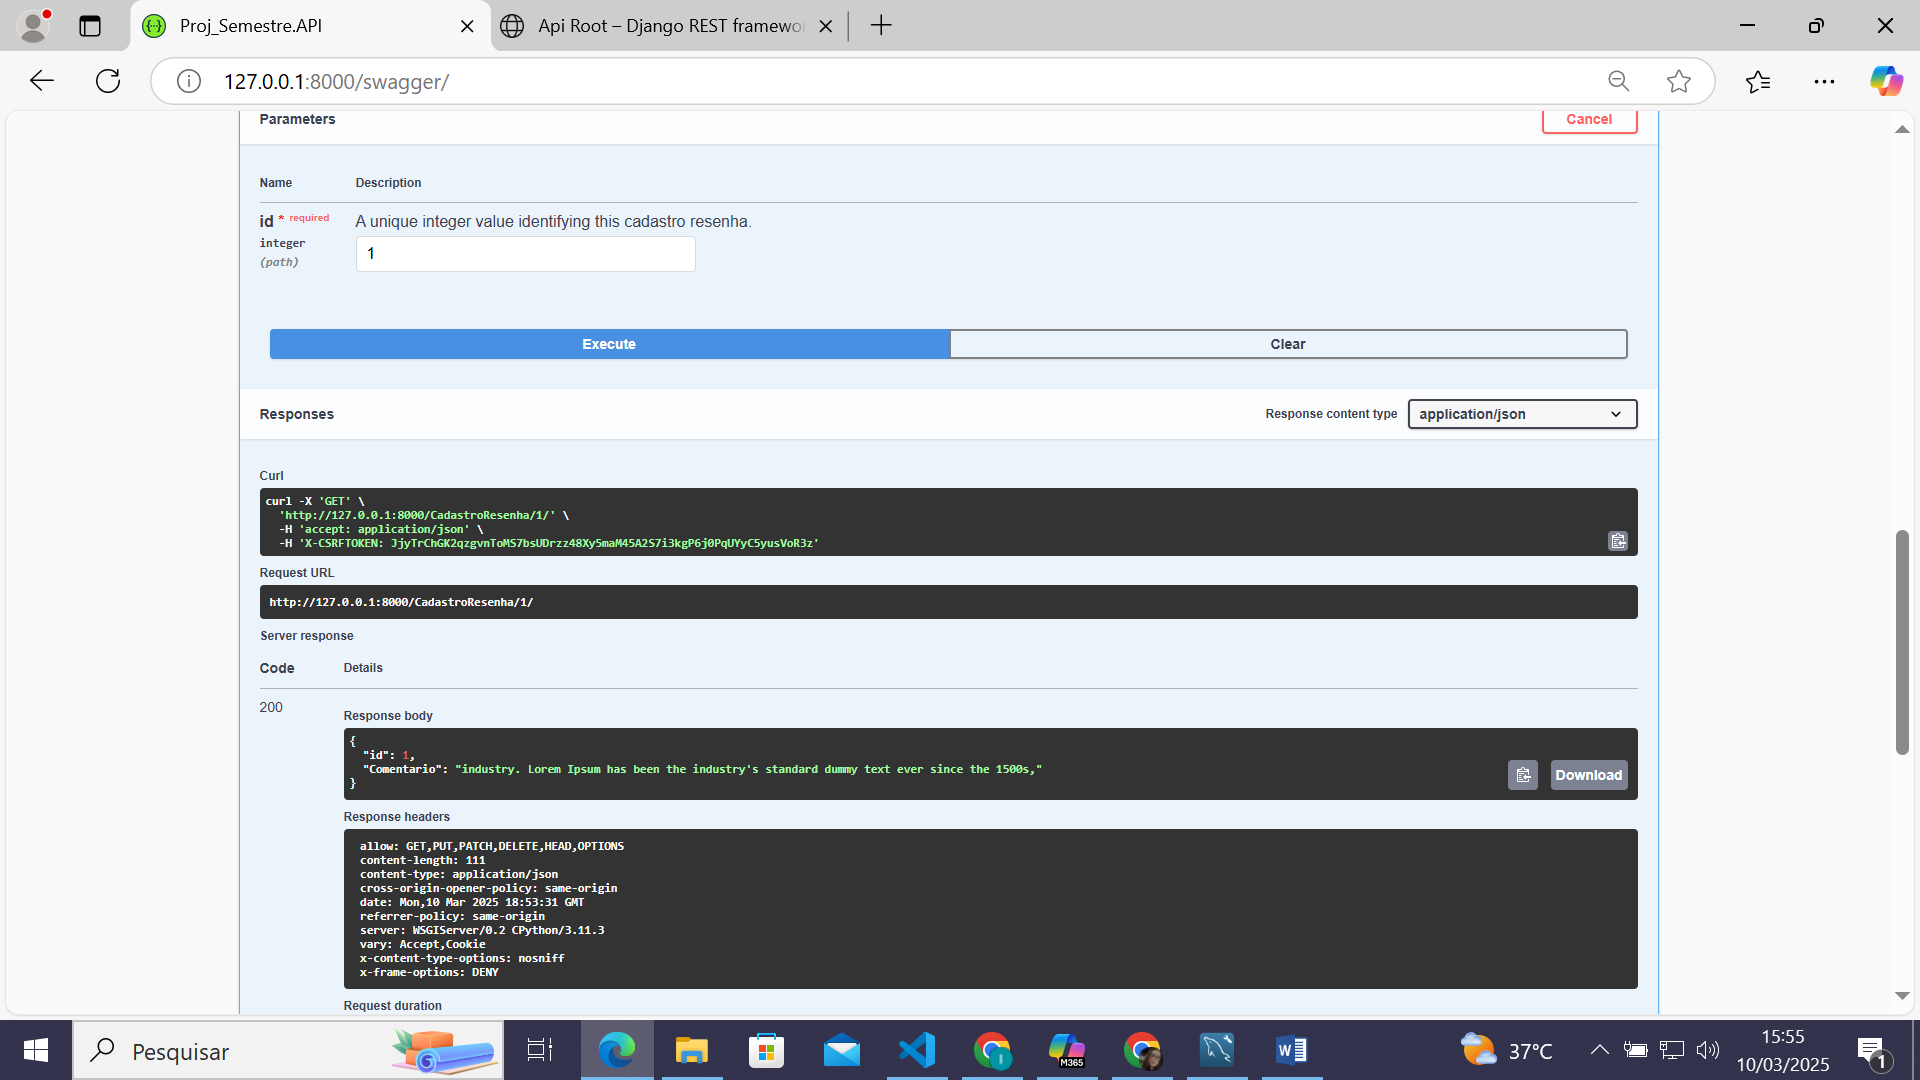 Proj_Semestre.API
Api Root – Django REST framewo
127.0.0.1:8000/swagger/
Parameters
Cancel
Name Description
id * required
integer
(path)
A unique integer value identifying this cadastro resenha.
1
Execute
Clear
Responses
Response content type
application/json
Curl
curl -X 'GET' \
'http://127.0.0.1:8000/CadastroResenha/1/' \
-H 'accept: application/json' \
-H 'X-CSRFTOKEN: JjyTrChGK2qzgvnToMS7bsUDrzz48Xy5maM45A2S7i3kgP6j0PqUYyC5yusVoR3z'
Request URL
http://127.0.0.1:8000/CadastroResenha/1/
Server response
Code Details
200
Response body
{
"id": 1,
"Comentario": "industry. Lorem Ipsum has been the industry's standard dummy text ever since the 1500s,"
}
Download
Response headers
allow: GET,PUT,PATCH,DELETE,HEAD,OPTIONS
content-length: 111
content-type: application/json
cross-origin-opener-policy: same-origin
date: Mon,10 Mar 2025 18:53:31 GMT
referrer-policy: same-origin
server: WSGIServer/0.2 CPython/3.11.3
vary: Accept,Cookie
x-content-type-options: nosniff
x-frame-options: DENY
Request duration
Pesquisar
M365
37°C
15:55
10/03/2025
1